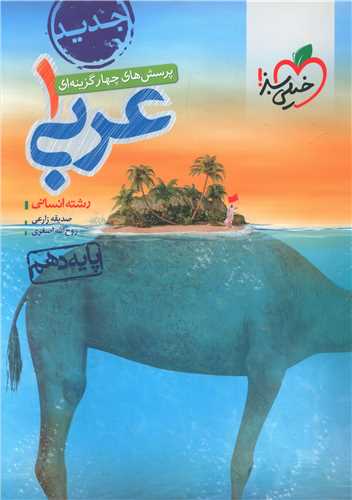 جدید
خیلی سبز
پرسش‌های چهارگزینه‌ای
عربی ۱
رشته انسانی
صدیقه زارعی
روح الله اصغری
پایه دهم